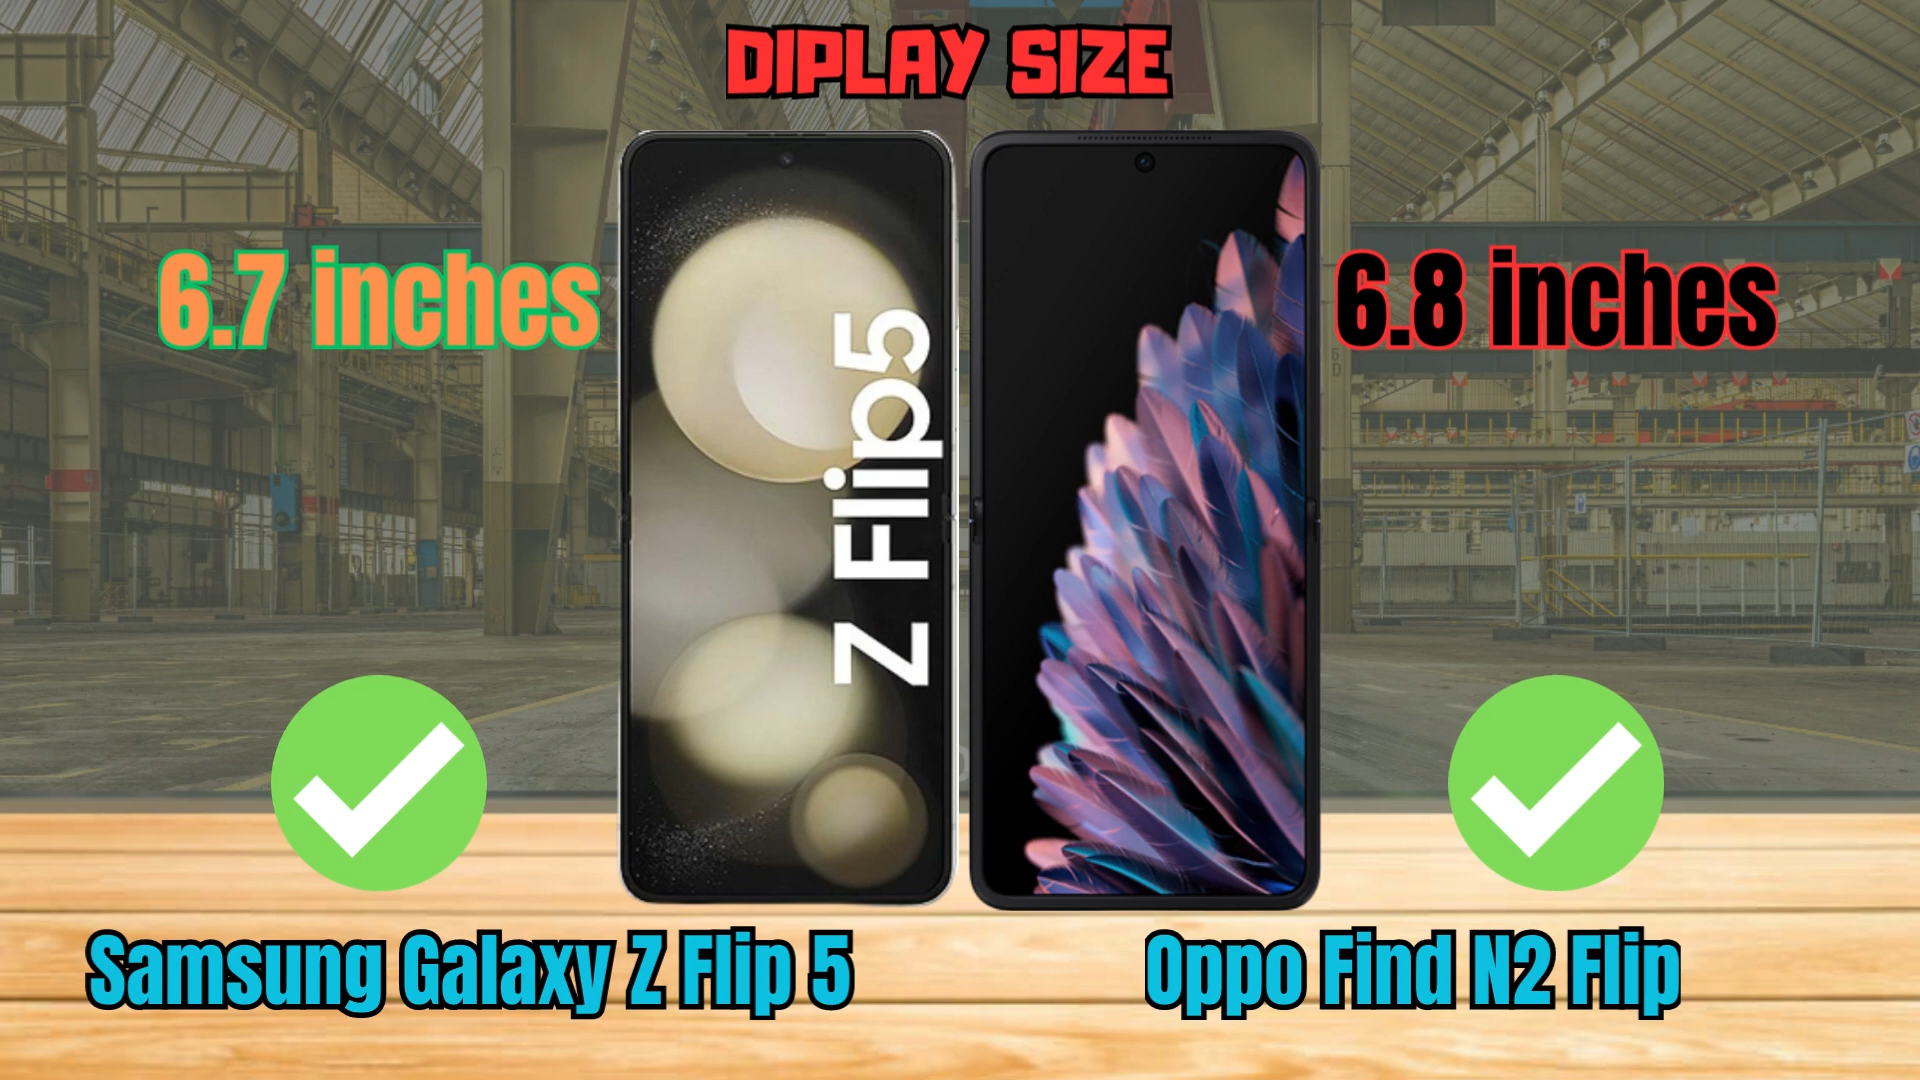 DIPLAY SIZE
6.7 inches
6.8 inches
Z Flip5
Samsung Galaxy Z Flip 5
Oppo Find N2 Flip